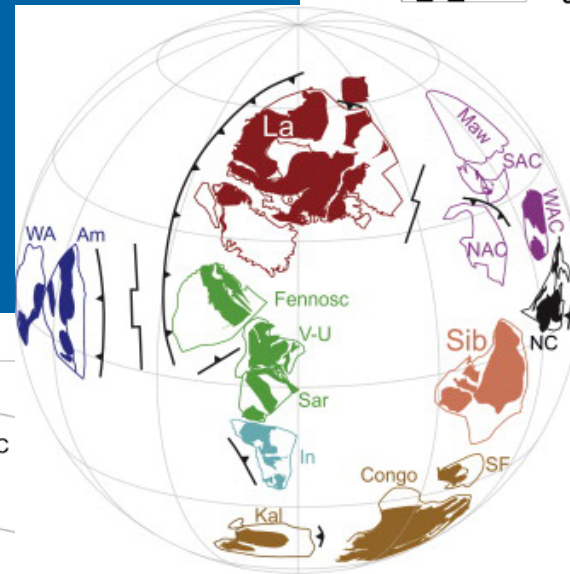 La
Maw
SAC
WAC
NAC
NC
WA
Am
Fennosc
V-U
Sar
In
Sib
SF
Congo
Kal
C